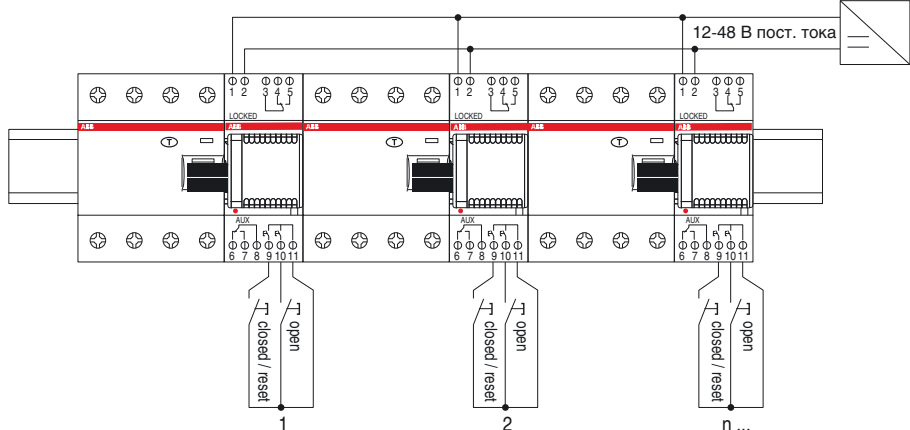 12-48 В пост. тока
1 2 3 4 5
1 2 3 4 5
1 2 3 4 5
LOCKED
LOCKED
LOCKED
ABB
ABB
ABB
ABB
ABB
ABB
T
T
T
AUX
AUX
AUX
6 7 8 9 10 11
6 7 8 9 10 11
6 7 8 9 10 11
closed / reset
open
closed / reset
open
closed / reset
open
1
2
n ...